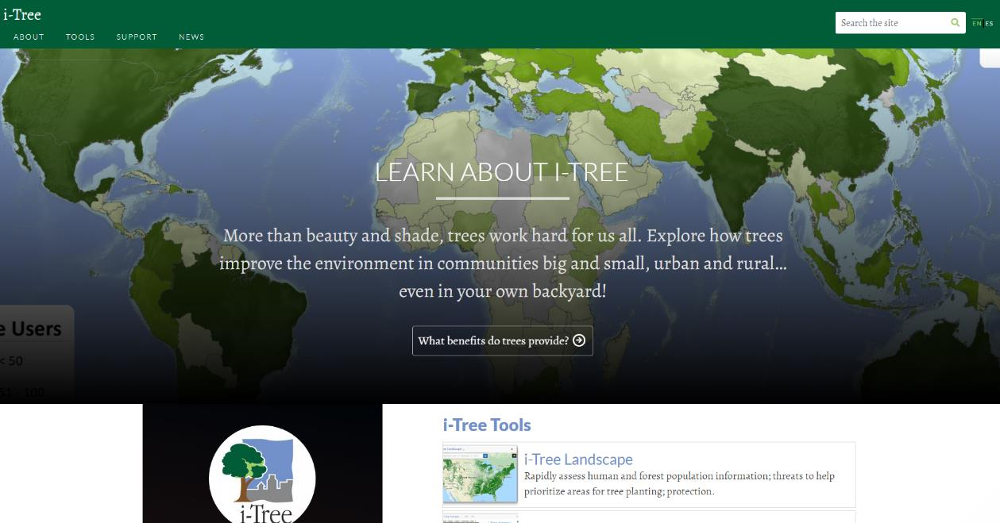 i-Tree
ABOUT TOOLS SUPPORT NEWS
Search the site
EN ES
LEARN ABOUT I-TREE
More than beauty and shade, trees work hard for us all. Explore how trees
improve the environment in communities big and small, urban and rural...
even in your own backyard!
What benefits do trees provide?
e Users
< 50
51 - 100
i-Tree
i-Tree Tools
i-Tree Landscape
Rapidly assess human and forest population information; threats to help
prioritize areas for tree planting; protection.